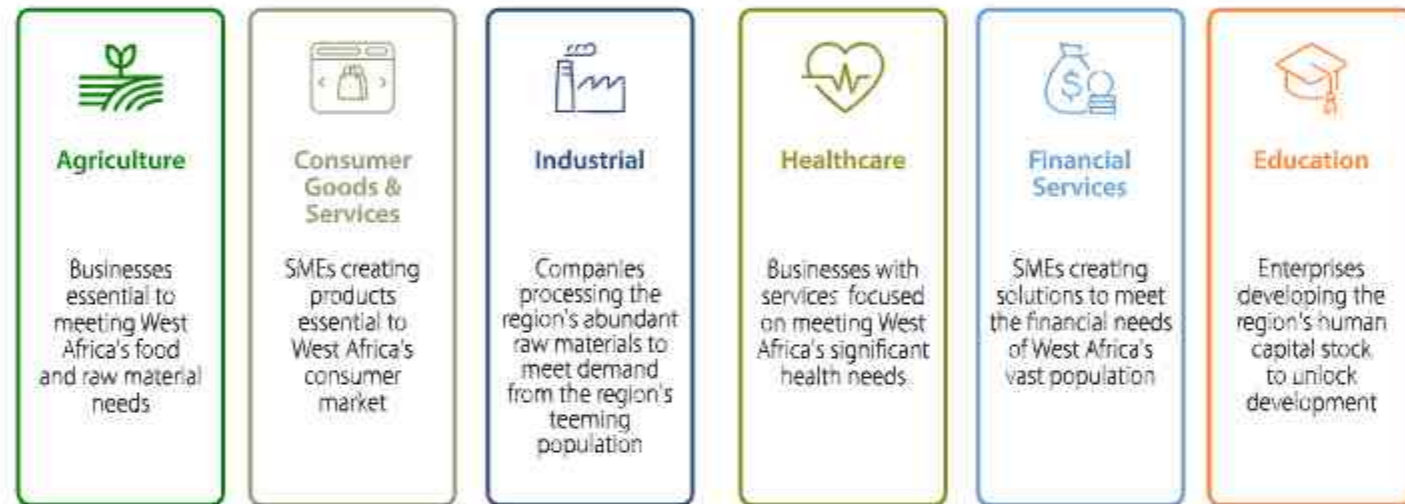 Agriculture
Businesses
essential to
meeting West
Africa's food
and raw material
needs
Consumer
Goods &
Services
SMEs creating
products
essential to
West Africa's
consumer
market
Industrial
Companies
processing the
region's abundant
raw materials to
meet demand
from the region's
teeming
population
Healthcare
Businesses with
services focused
on meeting West
Africa's significant
health needs
Financial
Services
SMEs creating
solutions to meet
the financial needs
of West Africa's
vast population
Education
Enterprises
developing the
region's human
capital stock
to unlock
development